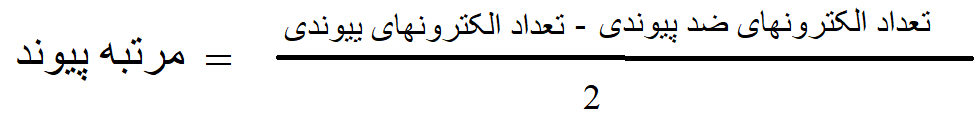 تعداد الکترونهای ضد پیوندی - تعداد الکترونهای پیوندی
مرتبه پیوند =
2